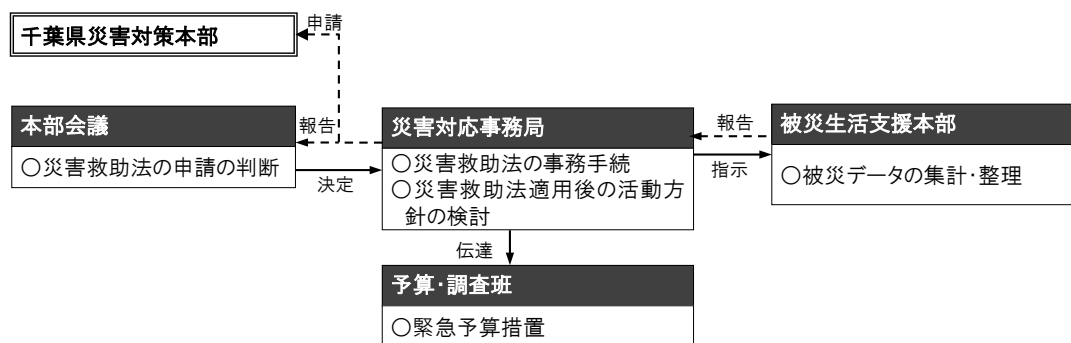 千葉県災害対策本部
申請
本部会議
○災害救助法の申請の判断
報告
決定
災害対応事務局
○災害救助法の事務手続
○災害救助法適用後の活動方
針の検討
報告
指示
被災生活支援本部
○被災データの集計・整理
伝達
予算・調査班
○緊急予算措置